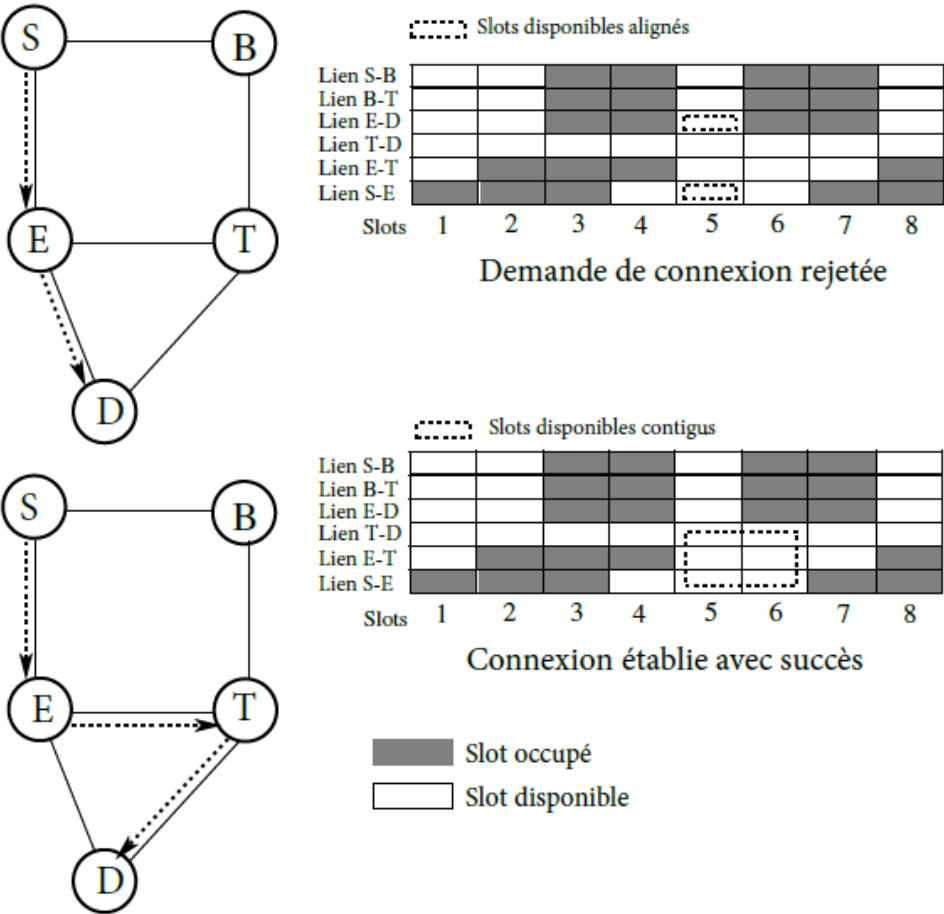 S
B
E
T
D
Slots disponibles alignés
Lien S-B
Lien B-T
Lien E-D
Lien T-D
Lien E-T
Lien S-E
Slots 1 2 3 4 5 6 7 8
Demande de connexion rejetée
S
B
E
T
D
Slots disponibles contigus
Lien S-B
Lien B-T
Lien E-D
Lien T-D
Lien E-T
Lien S-E
Slots 1 2 3 4 5 6 7 8
Connexion établie avec succès
Slot occupé
Slot disponible